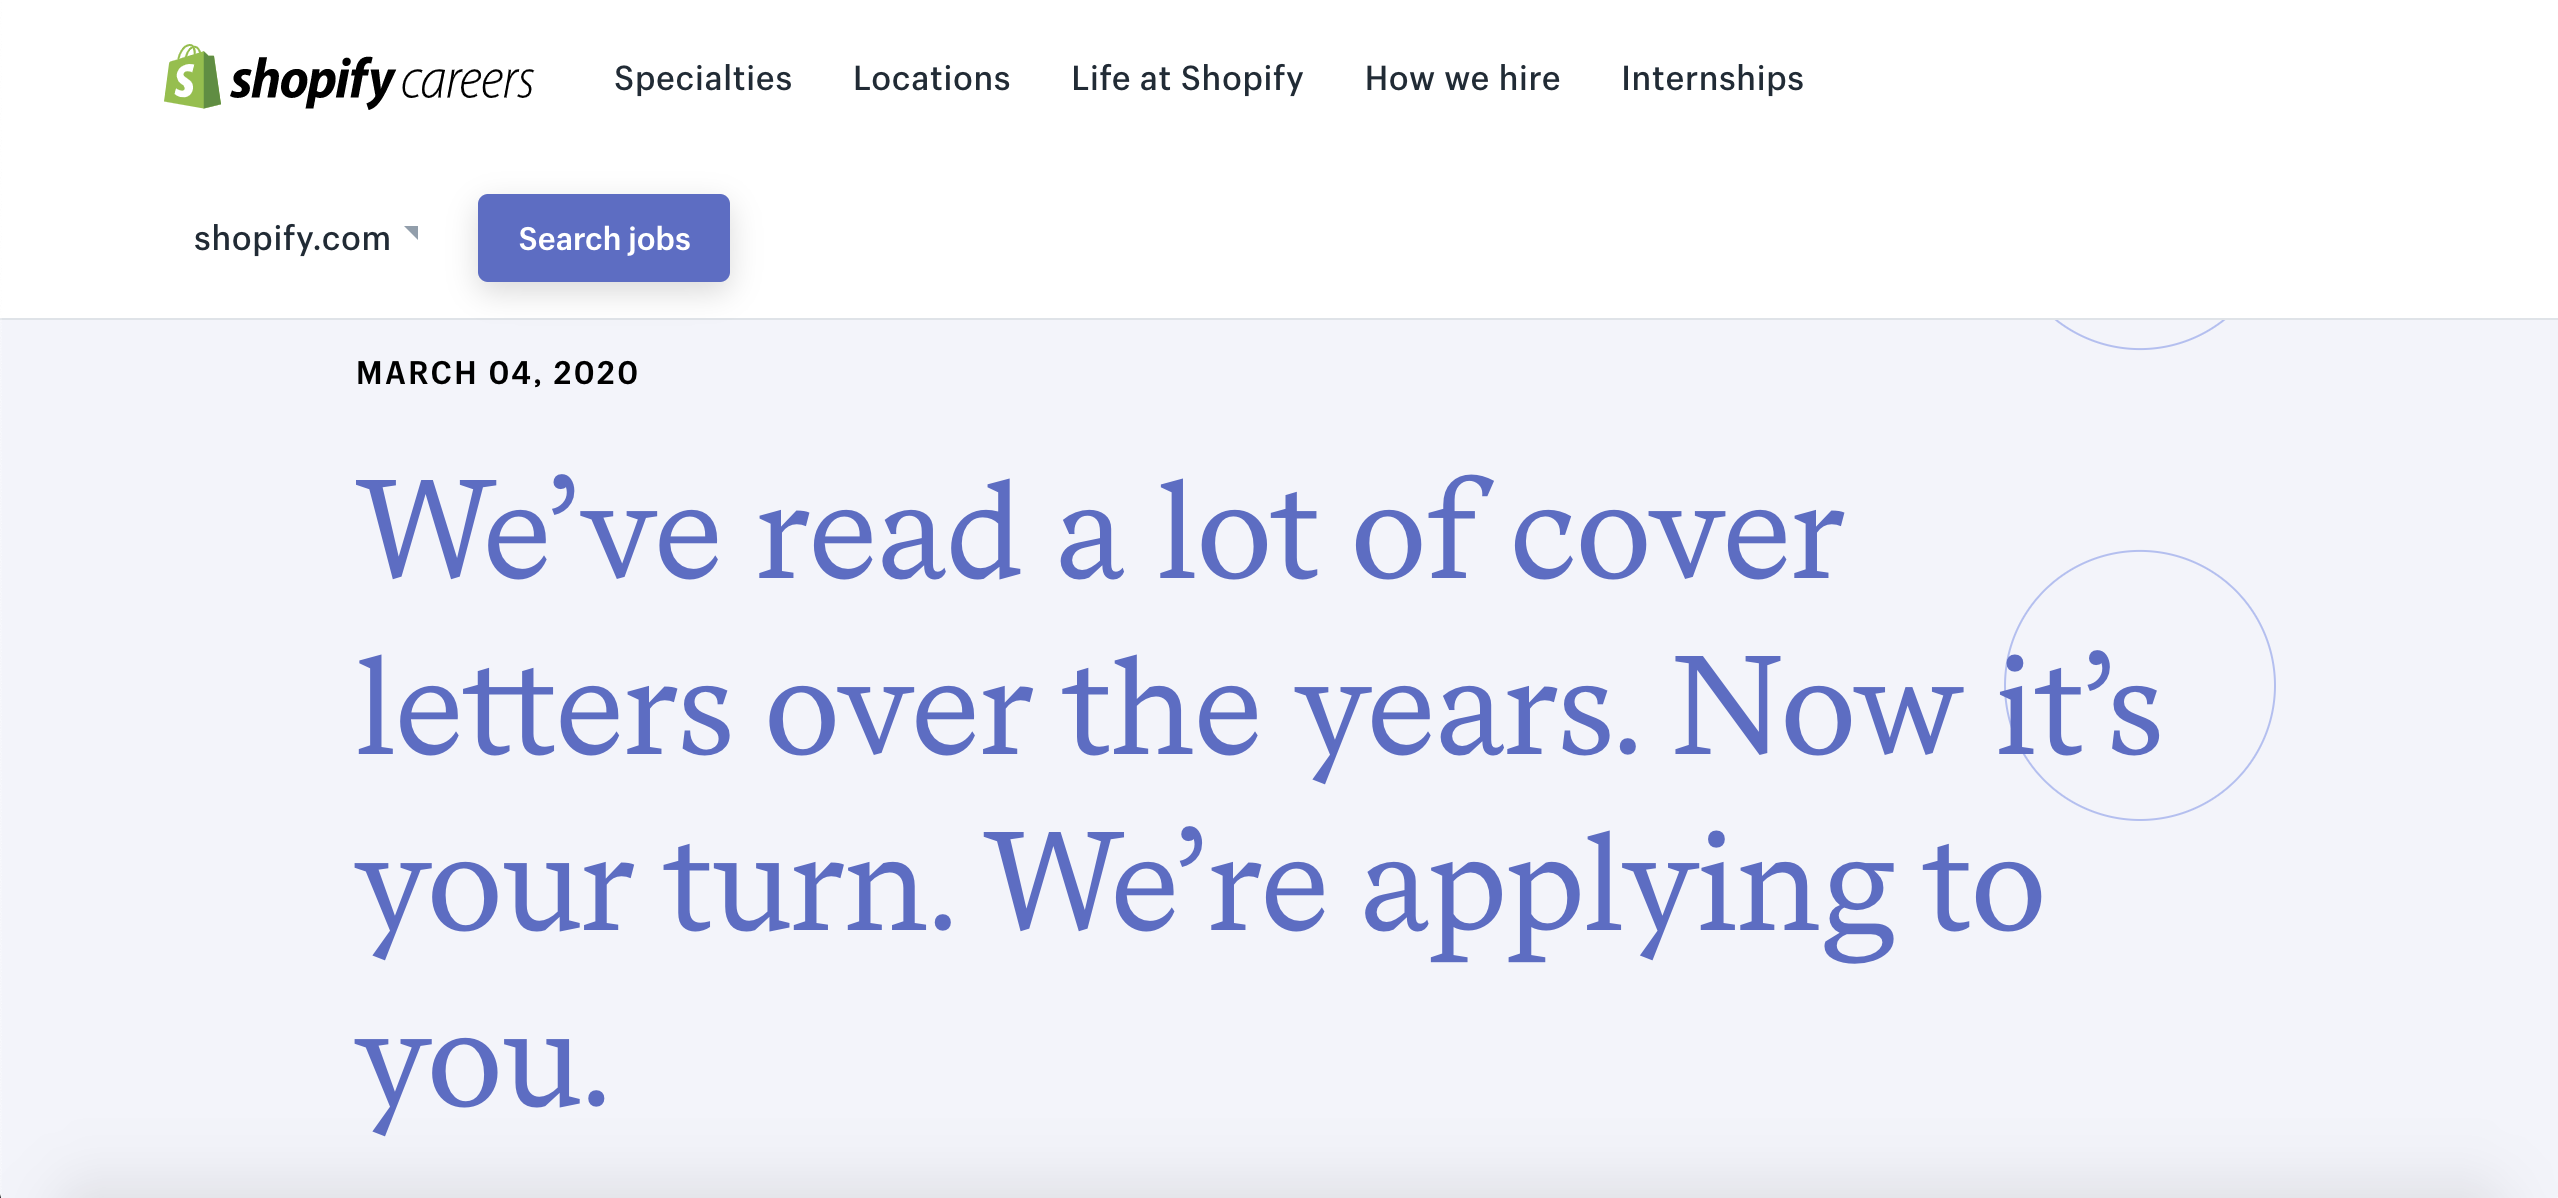 shopify careers
Specialties
Locations
Life at Shopify
How we hire
Internships
shopify.com
Search jobs
MARCH 04, 2020
We’ve read a lot of cover
letters over the years. Now it’s
your turn. We’re applying to
you.